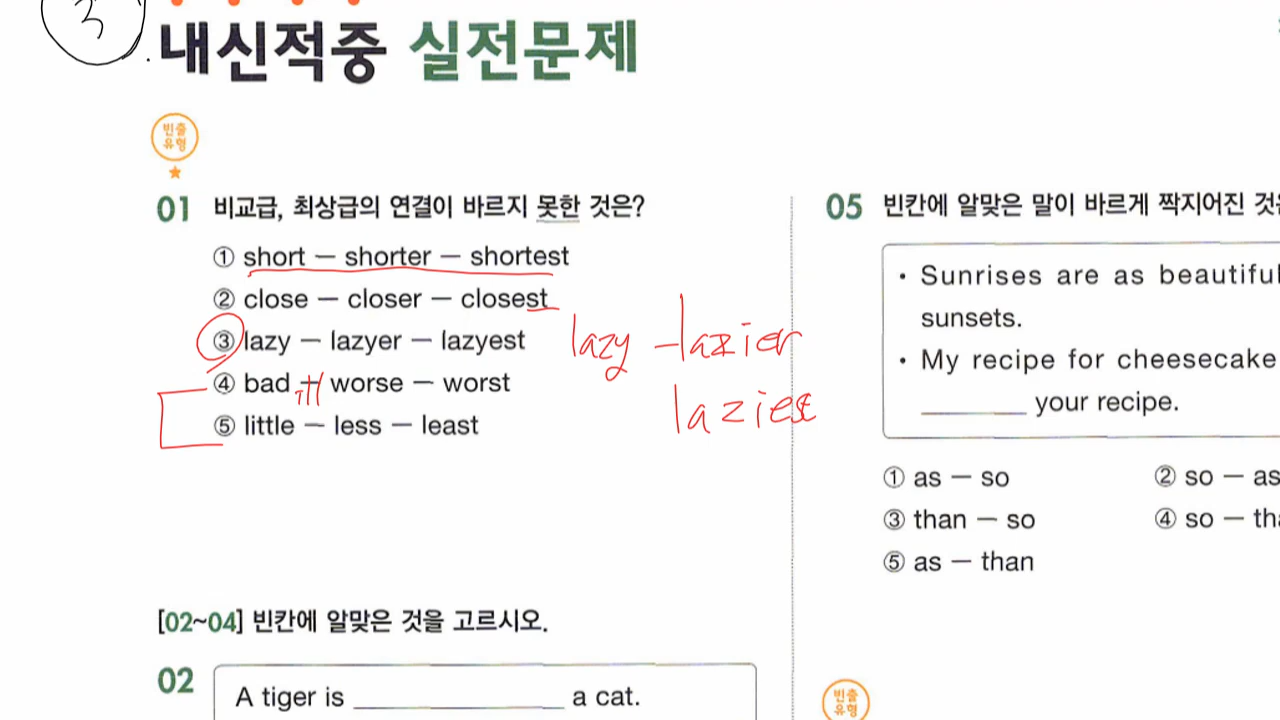 3
내신적중 실전문제
빈출
유형
01 비교급, 최상급의 연결이 바르지 못한 것은?
① short – shorter – shortest
② close – closer – closest
③ lazy – lazyer – lazyest
lazy – lazier
④ bad – worse – worst
ill
laziest
⑤ little – less – least
[02~04] 빈칸에 알맞은 것을 고르시오.
02 A tiger is ____________ a cat.
05 빈칸에 알맞은 말이 바르게 짝지어진
• Sunrises are as beautiful
sunsets.
• My recipe for cheesecake
________ your recipe.
① as – so
② so – as
③ than – so
④ so –
⑤ as – than
빈출
유형